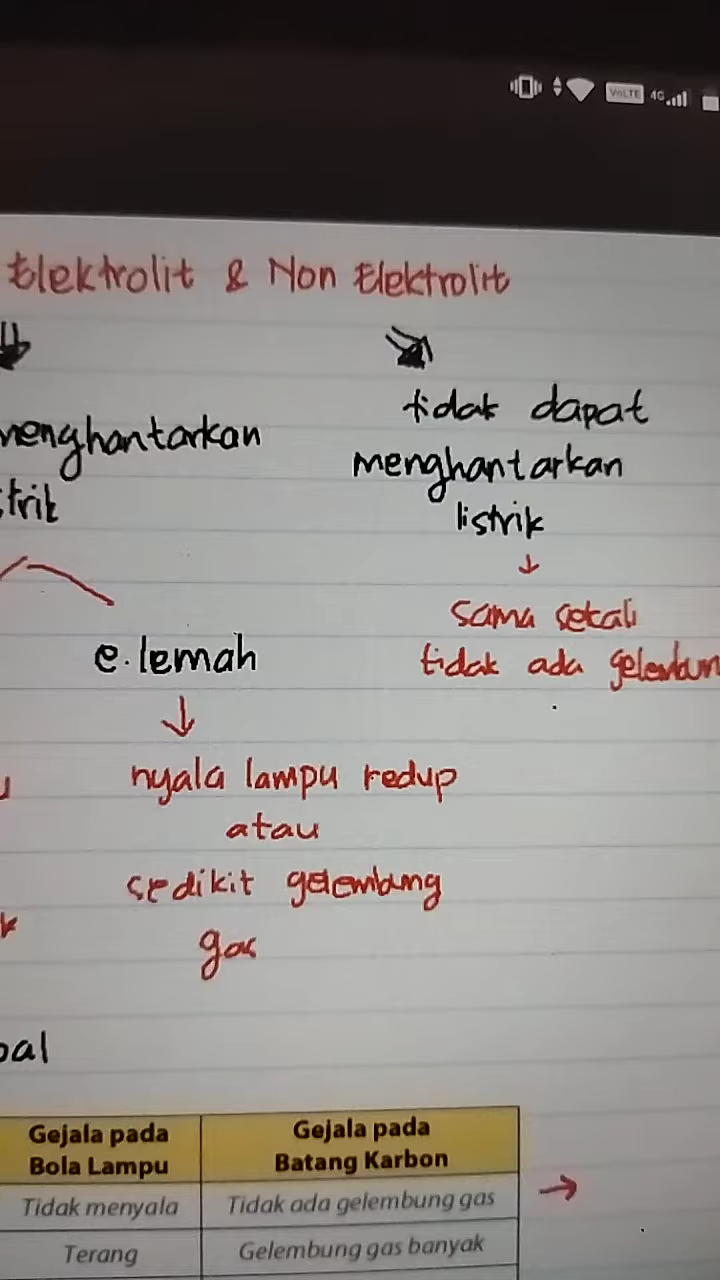 VoLTE 4G
Elektrolit & Non Elektrolit
menghantarkan
tidak dapat
menghantarkan
listrik
sama sekali
tidak ada gelembun
e.lemah
nyala lampu redup
atau
sedikit gelembung
gas
Gejala pada Bola Lampu
Gejala pada Batang Karbon
Tidak menyala
Tidak ada gelembung gas
Terang
Gelembung gas banyak